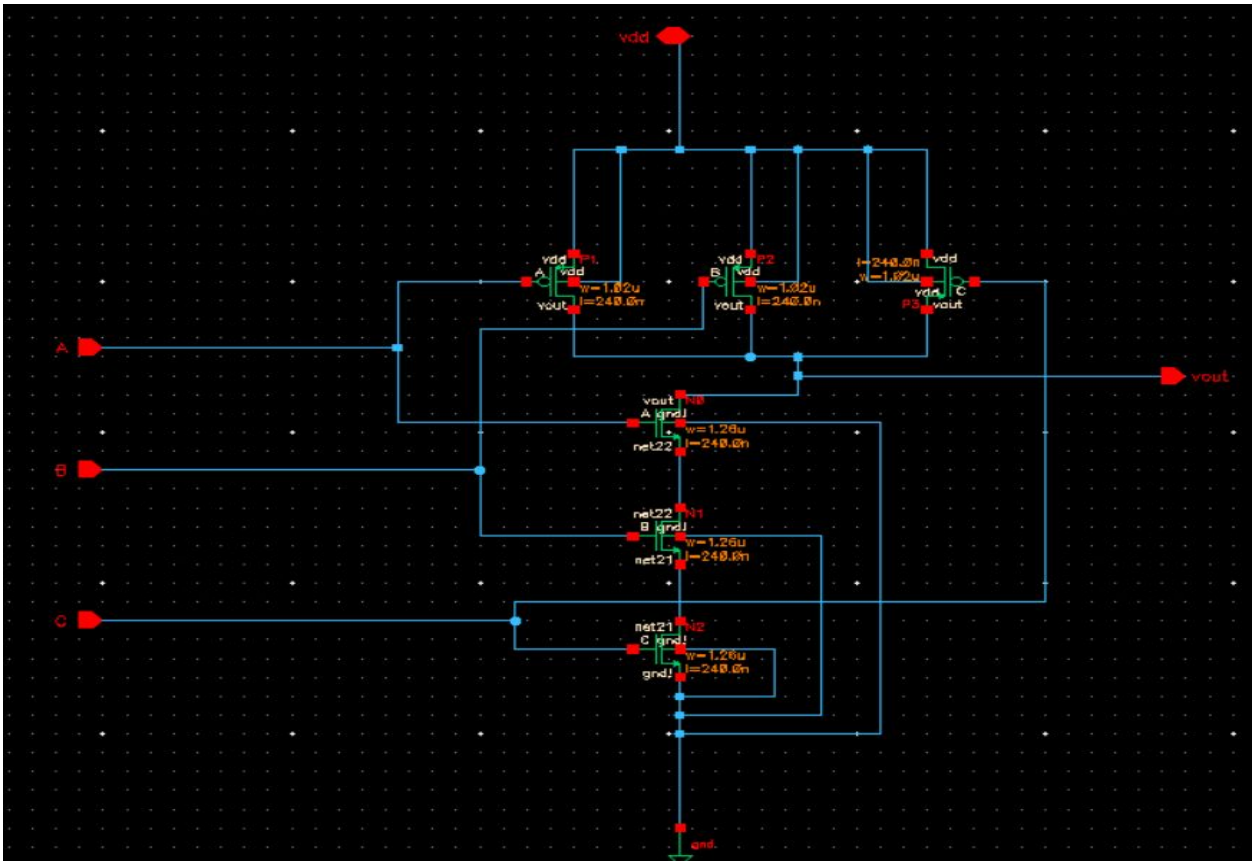 vdd
vdd P1
A vdd
w=1.02u
l=240.0n
vout
vdd P2
B vdd
w=1.02u
l=240.0n
vout
l=240.0n vdd
w=1.02u
vdd C
P3 vout
A
vout
vout N0
A gnd!
w=1.26u
l=240.0n
net22
B
net22 N1
B gnd!
w=1.26u
l=240.0n
net21
C
net21 N2
C gnd!
w=1.26u
l=240.0n
gnd!
gnd